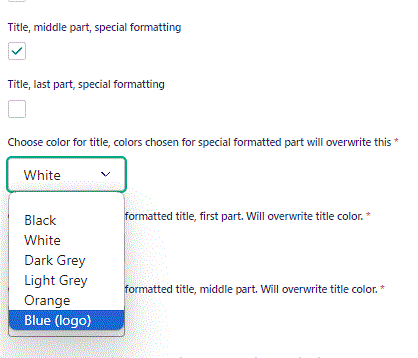 Title, middle part, special formatting
Title, last part, special formatting
Choose color for title, colors chosen for special formatted part will overwrite this *
White
Black
White
Dark Grey
Light Grey
Orange
Blue (logo)
formatted title, first part. Will overwrite title color. *
formatted title, middle part. Will overwrite title color. *